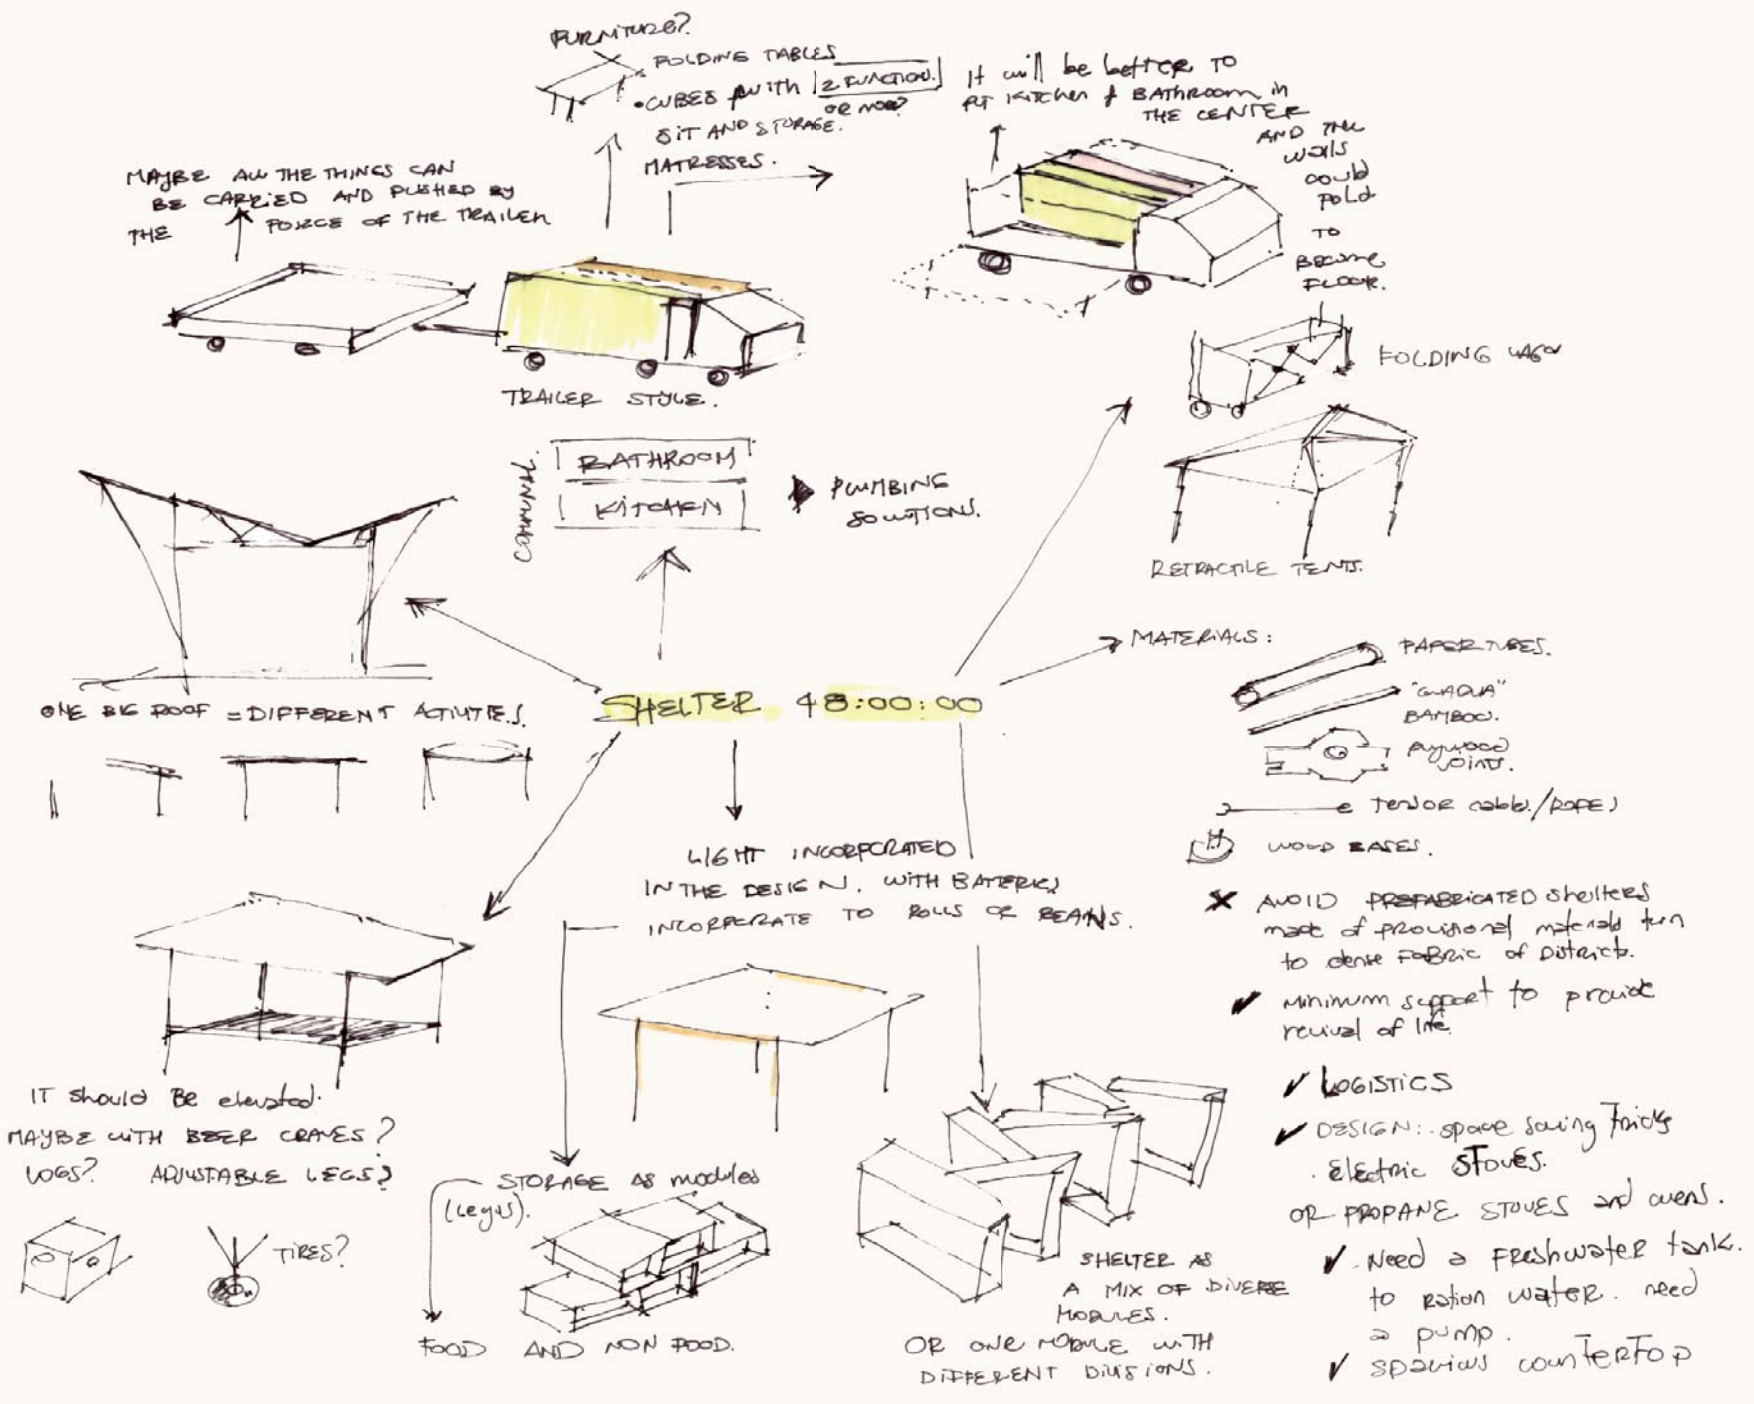 FURNITURE?
FOLDING TABLES
• CUBES WITH 2 FUNCTION.
OR MORE?
SIT AND STORAGE.
MATRESSES.
It will be better TO
PUT KITCHEN & BATHROOM in
THE CENTER
AND THE
walls
could
FOLD
TO
BECOME
FLOOR.
MAYBE ALL THE THINGS CAN
BE CARRIED AND PUSHED BY
THE FORCE OF THE TRAILER
TRAILER STYLE.
FOLDING WAGON
RETRACTILE TENTS.
COMMUNAL.
BATHROOM
KITCHEN
PLUMBING
SOLUTIONS.
ONE BIG ROOF = DIFFERENT ACTIVITIES.
SHELTER 48:00:00
MATERIALS:
PAPER TUBES.
"GUADUA"
BAMBOO.
plywood
joints.
TENSOR cables/ROPES
WOOD BASES.
LIGHT INCORPORATED
IN THE DESIGN. WITH BATERIES
INCORPERATE TO ROLLS OR BEAMS.
X AVOID PREFABRICATED shelters
made of provisional materials turn
to dense FABRIC of DISTRICTS.
✓ Minimum support to provide
revival of life.
✓ LOGISTICS
✓ DESIGN: space saving Tricks
. Electric STOVES.
OR PROPANE STOVES and ovens.
✓ Need a FReshwateR tank.
to Ration wateR. need
a pump.
✓ spacious counterTop
IT should BE elevated.
MAYBE WITH BEER CRATES?
LOGS? ADJUSTABLE LEGS?
TIRES?
STORAGE AS modules
(Legos).
FOOD AND NON FOOD.
SHELTER AS
A MIX OF DIVERSE
MODULES.
OR ONE MODULE WITH
DIFFERENT DIVISIONS.